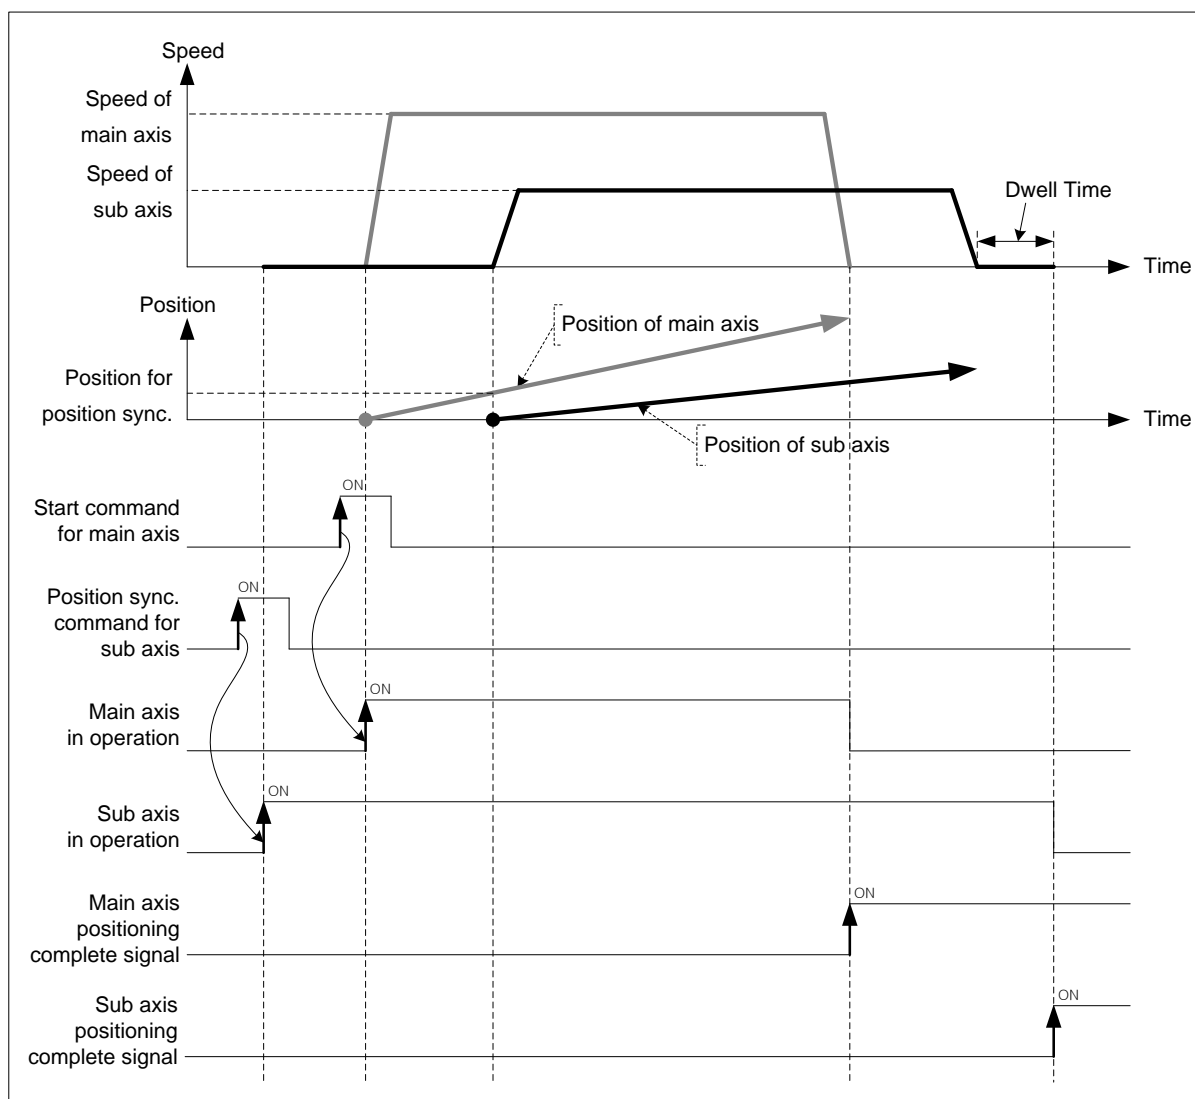 Speed
Speed of
main axis
Speed of
sub axis
Dwell Time
Time
Position
Position of main axis
Position for
position sync.
Position of sub axis
Time
ON
Start command
for main axis
ON
Position sync.
command for
sub axis
ON
Main axis
in operation
ON
Sub axis
in operation
ON
Main axis
positioning
complete signal
ON
Sub axis
positioning
complete signal